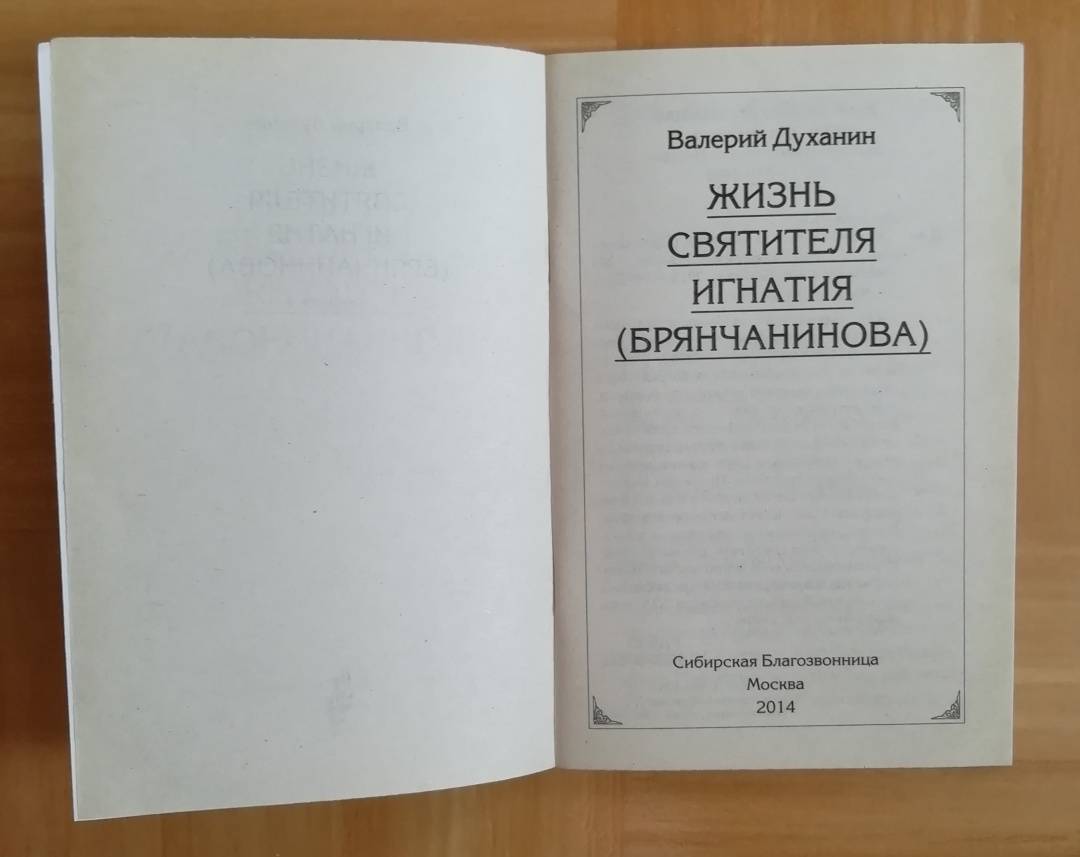 Валерий Духанин
ЖИЗНЬ
СВЯТИТЕЛЯ
ИГНАТИЯ
(БРЯНЧАНИНОВА)
Сибирская Благозвонница
Москва
2014